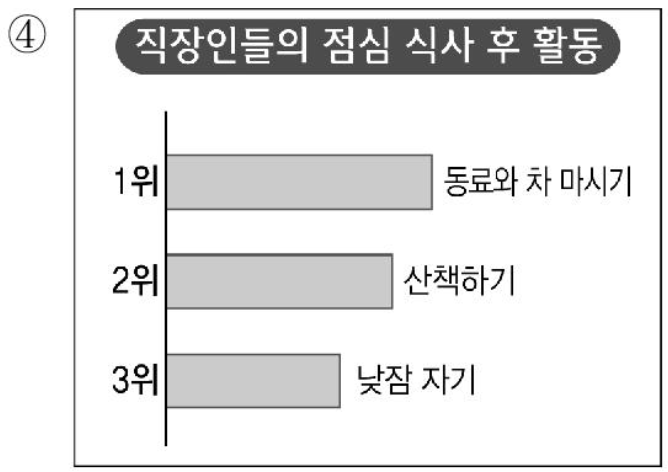 ④
직장인들의 점심 식사 후 활동
1위 동료와 차 마시기
2위 산책하기
3위 낮잠 자기